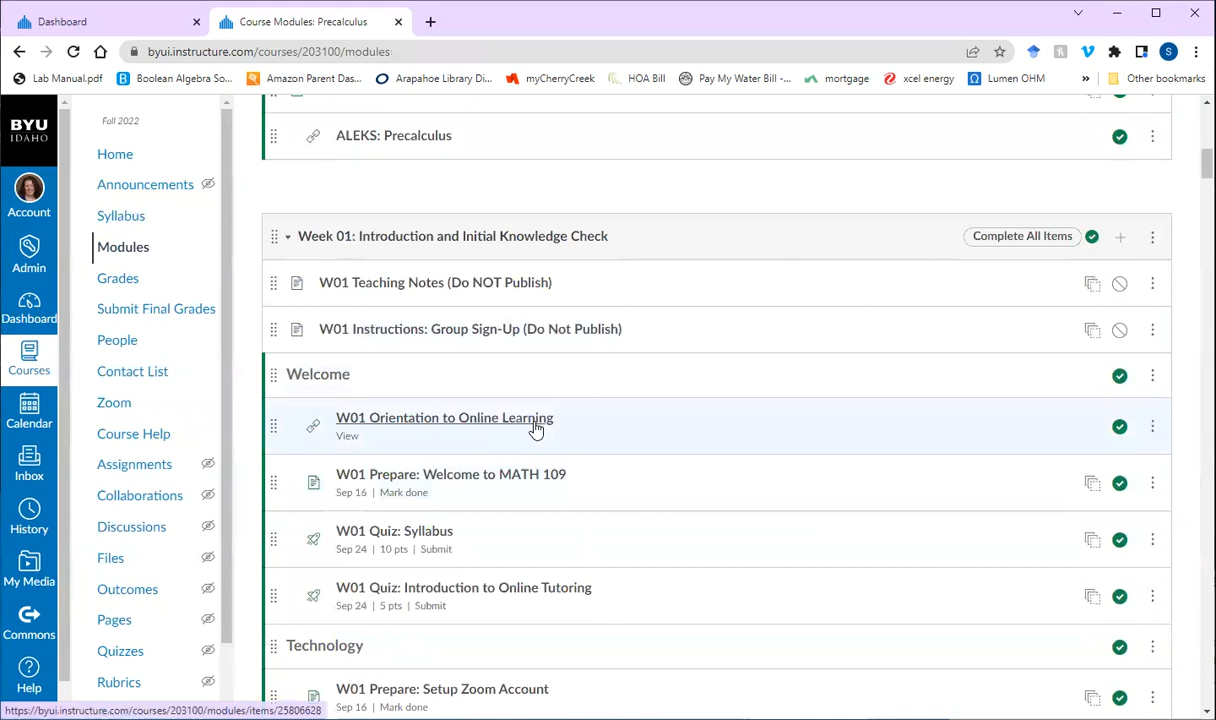 Dashboard
Course Modules: Precalculus
byui.instructure.com/courses/203100/modules
S
Lab Manual.pdf
Boolean Algebra So...
Amazon Parent Das...
Arapahoe Library Di...
myCherryCreek
HOA Bill
Pay My Water Bill -...
mortgage
xcel energy
Lumen OHM
»
Other bookmarks
BYU
IDAHO
Account
Admin
Dashboard
Courses
Calendar
Inbox
History
My Media
Commons
Help
Fall 2022
Home
Announcements
Syllabus
Modules
Grades
Submit Final Grades
People
Contact List
Zoom
Course Help
Assignments
Collaborations
Discussions
Files
Outcomes
Pages
Quizzes
Rubrics
ALEKS: Precalculus
Week 01: Introduction and Initial Knowledge Check
Complete All Items
W01 Teaching Notes (Do NOT Publish)
W01 Instructions: Group Sign-Up (Do Not Publish)
Welcome
W01 Orientation to Online Learning
View
W01 Prepare: Welcome to MATH 109
Sep 16 | Mark done
W01 Quiz: Syllabus
Sep 24 | 10 pts | Submit
W01 Quiz: Introduction to Online Tutoring
Sep 24 | 5 pts | Submit
Technology
W01 Prepare: Setup Zoom Account
Sep 16 | Mark done
https://byui.instructure.com/courses/203100/modules/items/25806628